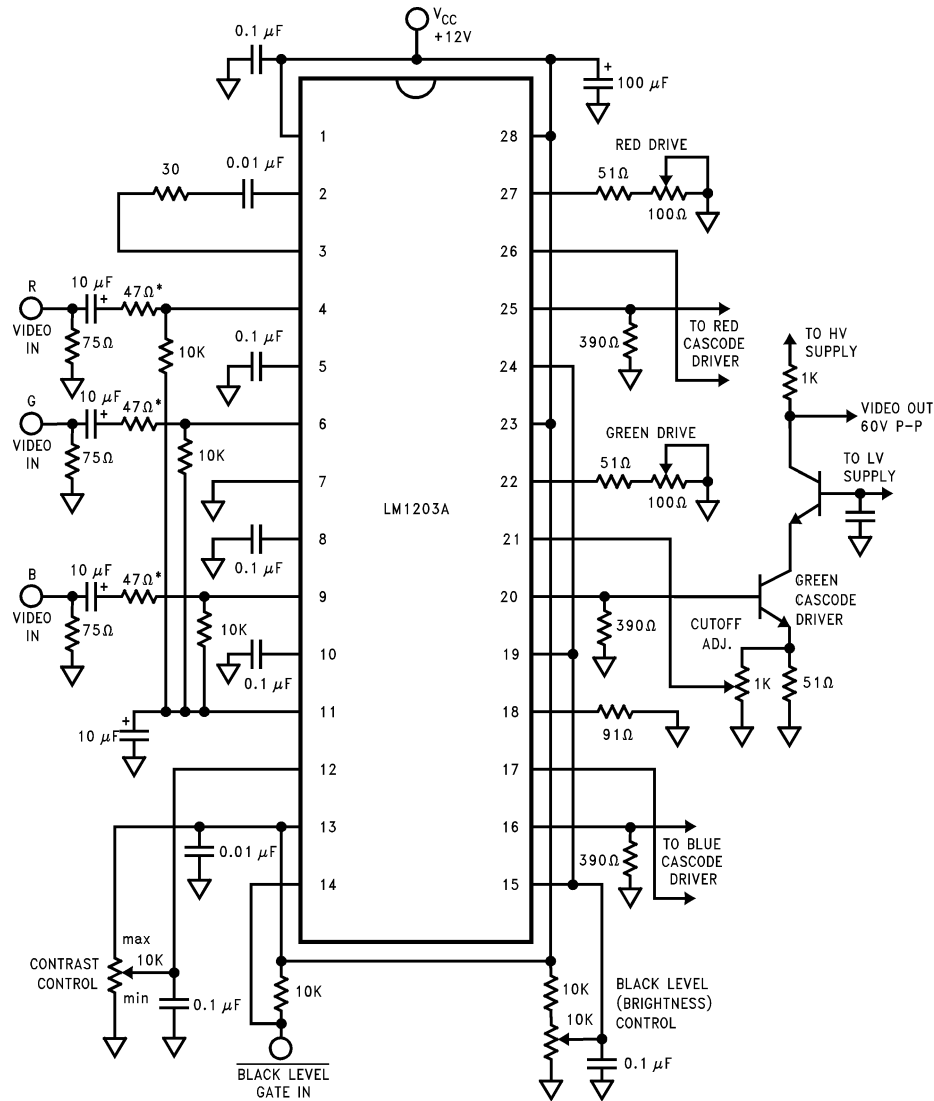 V_CC
+12V
0.1 μF
+
100 μF
1
28
RED DRIVE
30
0.01 μF
51Ω
2
27
100Ω
3
26
R
10 μF
+
47Ω*
4
25
VIDEO
IN
75Ω
10K
0.1 μF
390Ω
TO RED
CASCODE
DRIVER
TO HV
SUPPLY
5
24
1K
G
10 μF
+
47Ω*
6
23
VIDEO OUT
60V P-P
VIDEO
IN
75Ω
10K
GREEN DRIVE
51Ω
TO LV
SUPPLY
7
22
100Ω
LM1203A
8
21
0.1 μF
B
10 μF
+
47Ω*
9
20
GREEN
CASCODE
DRIVER
VIDEO
IN
75Ω
10K
390Ω
CUTOFF
ADJ.
10
19
0.1 μF
1K
51Ω
11
18
+
10 μF
91Ω
12
17
13
16
0.01 μF
390Ω
TO BLUE
CASCODE
DRIVER
14
15
max
CONTRAST
CONTROL
10K
min
0.1 μF
10K
10K
BLACK LEVEL
(BRIGHTNESS)
CONTROL
10K
0.1 μF
BLACK LEVEL
GATE IN